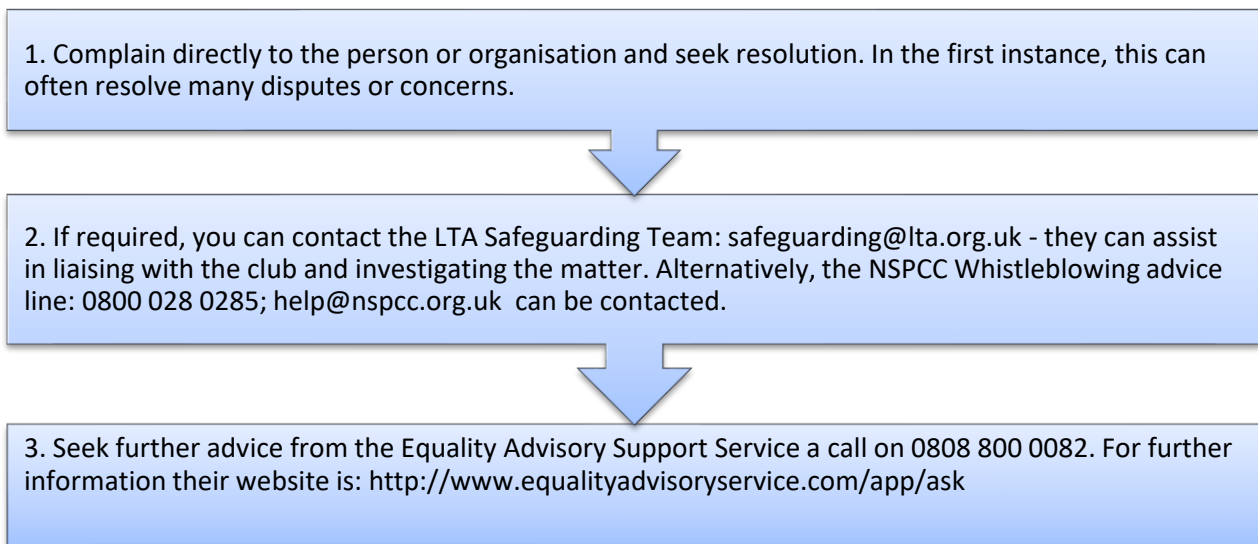 1. Complain directly to the person or organisation and seek resolution. In the first instance, this can
often resolve many disputes or concerns.
2. If required, you can contact the LTA Safeguarding Team: safeguarding@lta.org.uk - they can assist
in liaising with the club and investigating the matter. Alternatively, the NSPCC Whistleblowing advice
line: 0800 028 0285; help@nspcc.org.uk  can be contacted.
3. Seek further advice from the Equality Advisory Support Service a call on 0808 800 0082. For further
information their website is: http://www.equalityadvisoryservice.com/app/ask